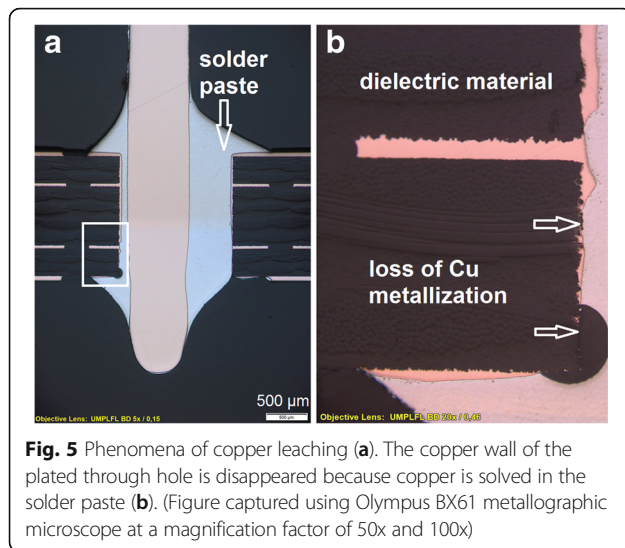 a
solder
paste
500 µm
500 µm
Objective Lens: UMPLFL BD 5x / 0,15
b
dielectric material
loss of Cu
metallization
Objective Lens: UMPLFL BD 20x / 0,46
Fig. 5 Phenomena of copper leaching (a). The copper wall of the
plated through hole is disappeared because copper is solved in the
solder paste (b). (Figure captured using Olympus BX61 metallographic
microscope at a magnification factor of 50x and 100x)